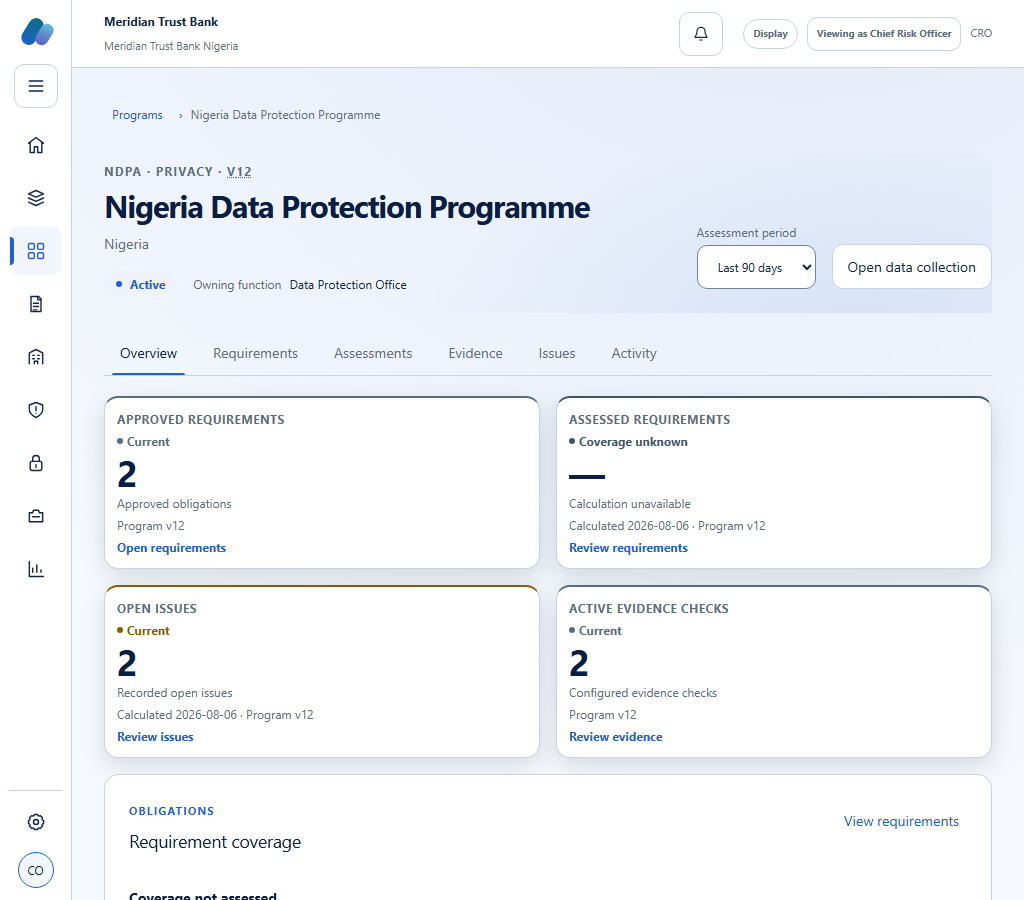 Meridian Trust Bank
Meridian Trust Bank Nigeria
Display
Viewing as Chief Risk Officer
CRO
Programs › Nigeria Data Protection Programme
NDPA · PRIVACY · V12
Nigeria Data Protection Programme
Nigeria
Active
Owning function Data Protection Office
Assessment period
Last 90 days
Open data collection
Overview
Requirements
Assessments
Evidence
Issues
Activity
APPROVED REQUIREMENTS
Current
2
Approved obligations
Program v12
Open requirements
ASSESSED REQUIREMENTS
Coverage unknown
—
Calculation unavailable
Calculated 2026-08-06 · Program v12
Review requirements
OPEN ISSUES
Current
2
Recorded open issues
Calculated 2026-08-06 · Program v12
Review issues
ACTIVE EVIDENCE CHECKS
Current
2
Configured evidence checks
Program v12
Review evidence
OBLIGATIONS
Requirement coverage
View requirements
Coverage not assessed
CO